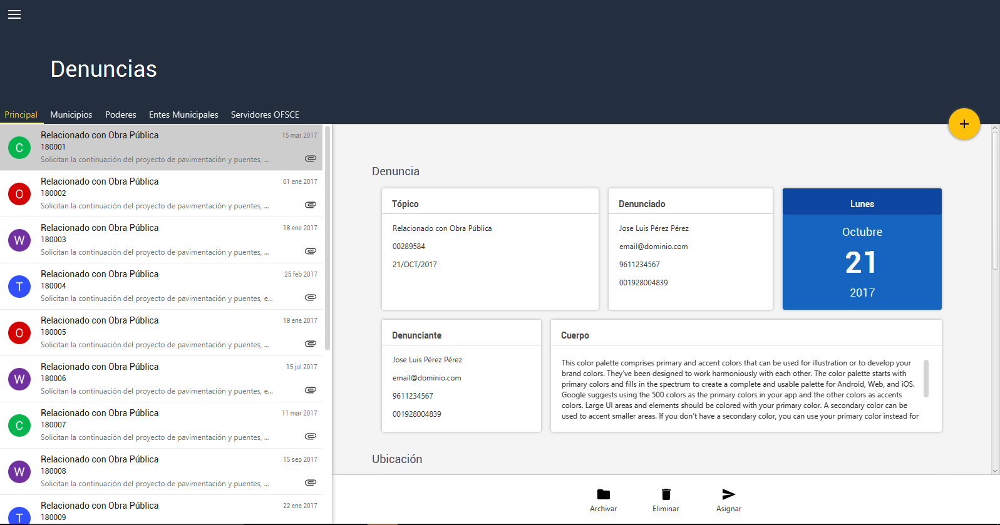 Denuncias
Principal
Municipios
Poderes
Entes Municipales
Servidores OFSCE
C
Relacionado con Obra Pública
15 mar 2017
180001
Solicitan la continuación del proyecto de pavimentación y puentes, ...
O
Relacionado con Obra Pública
01 ene 2017
180002
Solicitan la continuación del proyecto de pavimentación y puentes, ...
W
Relacionado con Obra Pública
18 ene 2017
180003
Solicitan la continuación del proyecto de pavimentación y puentes, ...
T
Relacionado con Obra Pública
25 feb 2017
180004
Solicitan la continuación del proyecto de pavimentación y puentes, e...
O
Relacionado con Obra Pública
18 ene 2017
180005
Solicitan la continuación del proyecto de pavimentación y puentes, ...
W
Relacionado con Obra Pública
15 jul 2017
180006
Solicitan la continuación del proyecto de pavimentación y puentes, e...
C
Relacionado con Obra Pública
11 mar 2017
180007
Solicitan la continuación del proyecto de pavimentación y puentes, ...
W
Relacionado con Obra Pública
15 sep 2017
180008
Solicitan la continuación del proyecto de pavimentación y puentes, ...
T
Relacionado con Obra Pública
22 ene 2017
180009
Denuncia
Tópico
Relacionado con Obra Pública
00289584
21/OCT/2017
Denunciado
Jose Luis Pérez Pérez
email@dominio.com
9611234567
001928004839
Lunes
Octubre
21
2017
Denunciante
Jose Luis Pérez Pérez
email@dominio.com
9611234567
001928004839
Cuerpo
This color palette comprises primary and accent colors that can be used for illustration or to develop your
brand colors. They've been designed to work harmoniously with each other. The color palette starts with
primary colors and fills in the spectrum to create a complete and usable palette for Android, Web, and iOS.
Google suggests using the 500 colors as the primary colors in your app and the other colors as accents
colors. Large UI areas and elements should be colored with your primary color. A secondary color can be
used to accent smaller areas. If you don't have a secondary color, you can use your primary color instead for
Ubicación
Archivar
Eliminar
Asignar